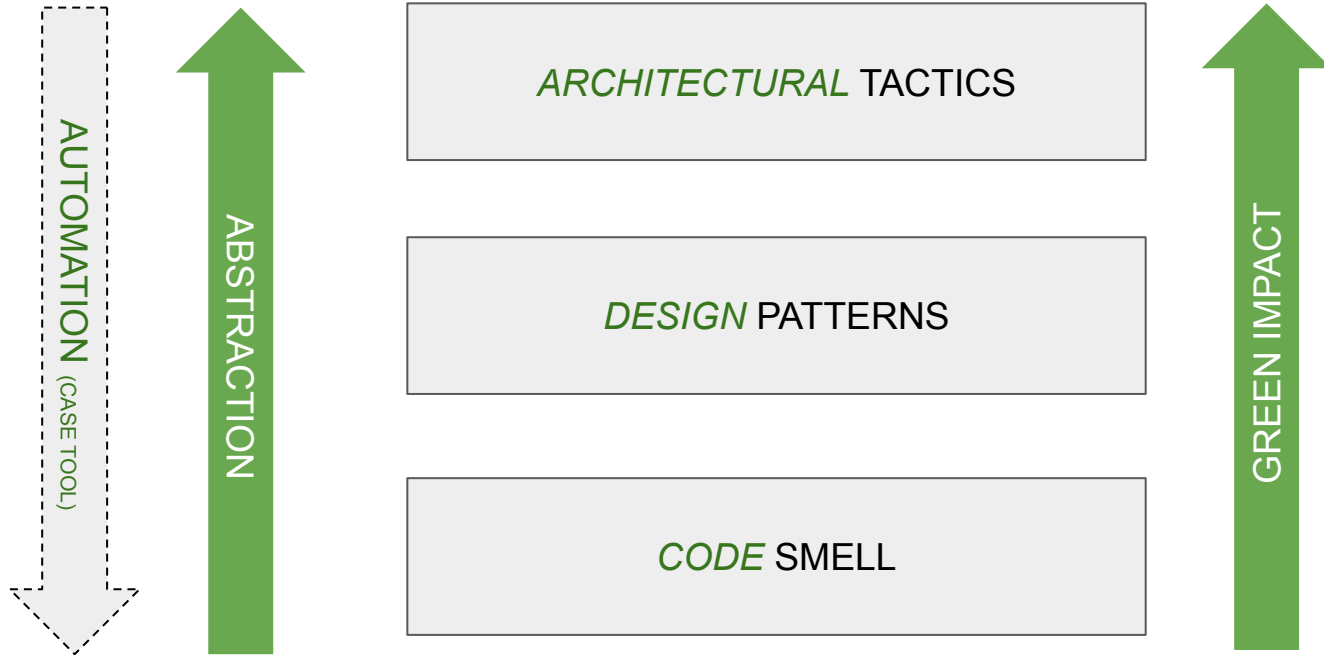 AUTOMATION (CASE TOOL)
ABSTRACTION
ARCHITECTURAL TACTICS
DESIGN PATTERNS
CODE SMELL
GREEN IMPACT